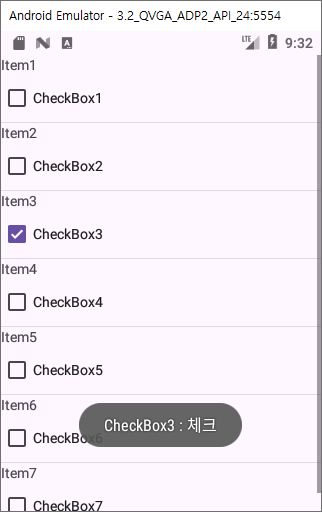 Android Emulator - 3.2_QVGA_ADP2_API_24:5554
LTE 9:32
Item1
CheckBox1
Item2
CheckBox2
Item3
CheckBox3
Item4
CheckBox4
Item5
CheckBox5
Item6
CheckBox6
CheckBox3 : 체크
Item7
CheckBox7